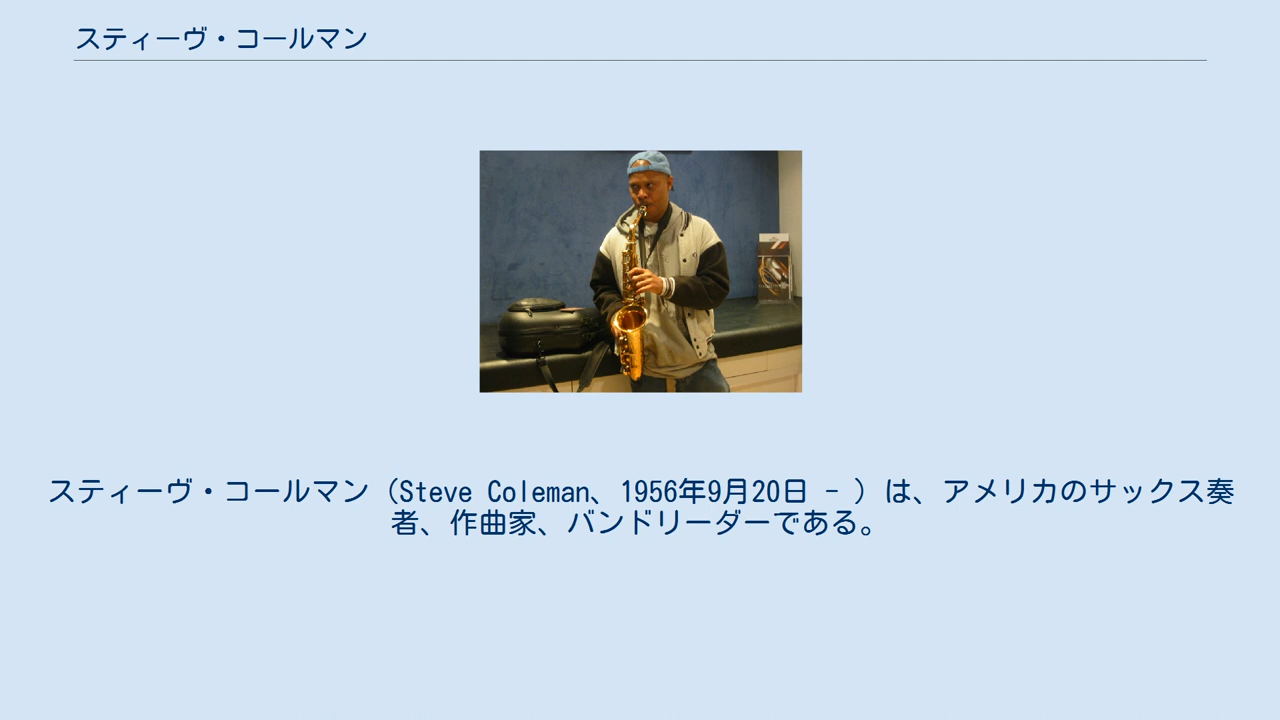 スティーヴ・コールマン
スティーヴ・コールマン（Steve Coleman、1956年9月20日 - ）は、アメリカのサックス奏
者、作曲家、バンドリーダーである。